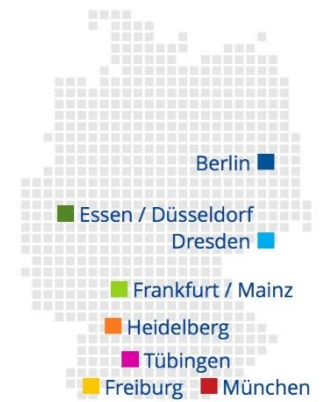 Berlin
Essen / Düsseldorf
Dresden
Frankfurt / Mainz
Heidelberg
Tübingen
Freiburg München